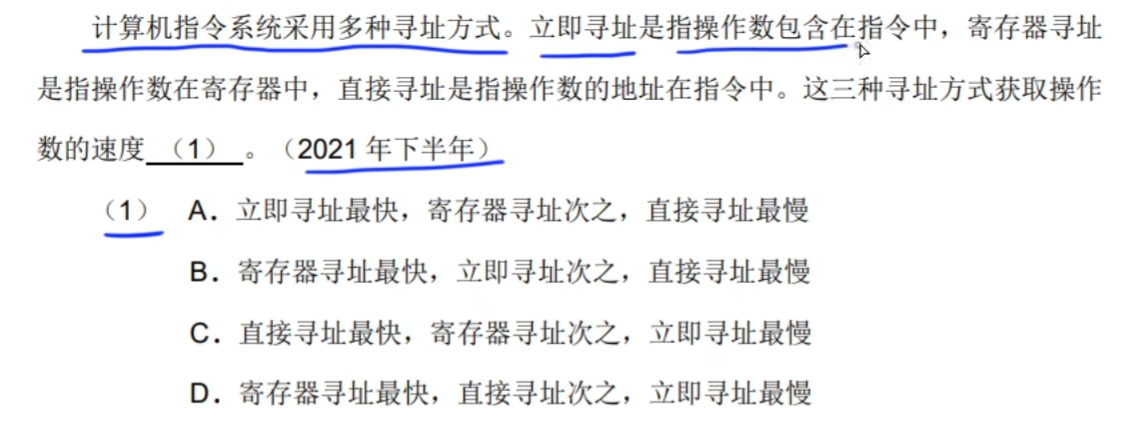 计算机指令系统采用多种寻址方式。立即寻址是指操作数包含在指令中，寄存器寻址
是指操作数在寄存器中，直接寻址是指操作数的地址在指令中。这三种寻址方式获取操作
数的速度 （1） 。（2021 年下半年）
（1） A．立即寻址最快，寄存器寻址次之，直接寻址最慢
B．寄存器寻址最快，立即寻址次之，直接寻址最慢
C．直接寻址最快，寄存器寻址次之，立即寻址最慢
D．寄存器寻址最快，直接寻址次之，立即寻址最慢